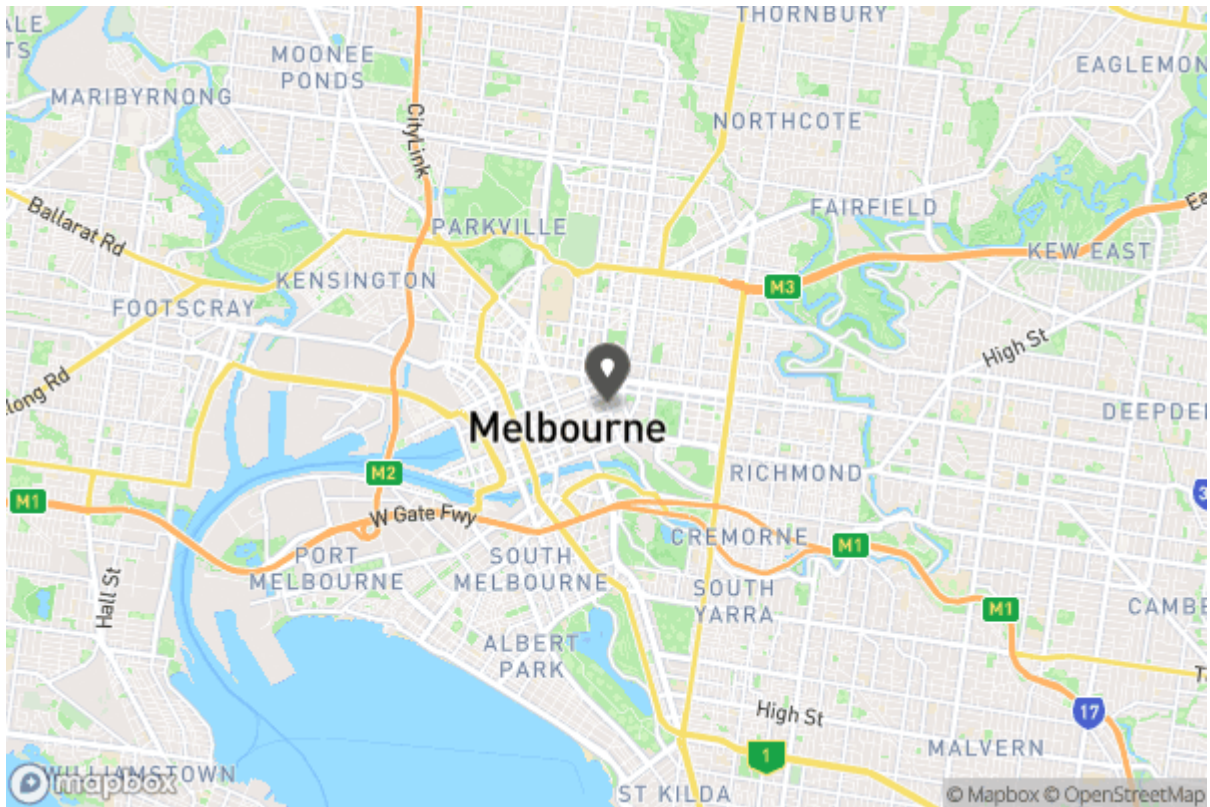 THORNBURY
MOONEE
PONDS
EAGLEMON
MARIBYRNONG
CityLink
NORTHCOTE
Ballarat Rd
PARKVILLE
FAIRFIELD
KEW EAST
KENSINGTON
M3
FOOTSCRAY
High St
Melbourne
DEEPDE
RICHMOND
M2
M1
W Gate Fwy
CREMORNE
M1
PORT
MELBOURNE
SOUTH
MELBOURNE
SOUTH
YARRA
Hall St
M1
CAMBE
ALBERT
PARK
High St
17
MALVERN
1
WILLIAMSTOWN
mapbox
ST KILDA
© Mapbox © OpenStreetMap